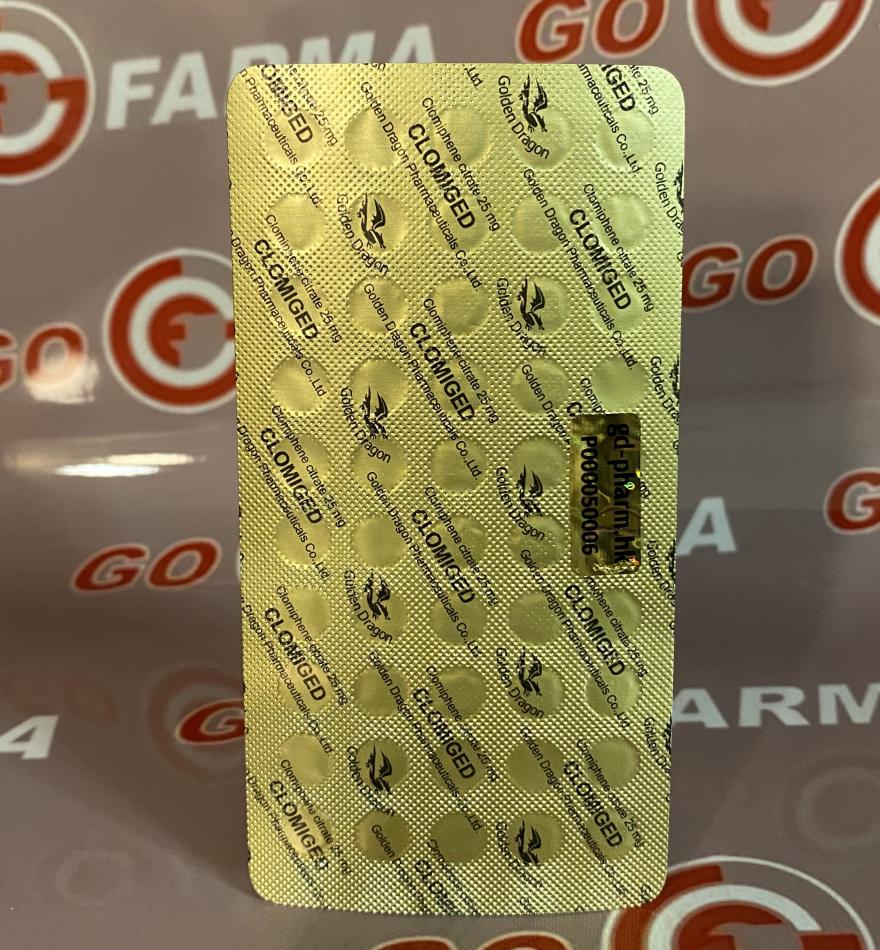 GO
FARMA
Clomiphene citrate 25 mg
CLOMIGED
Golden Dragon Pharmaceuticals Co., Ltd
Golden Dragon
GO
GO
gd-pharm.hk
P000050006
GO
ARM
GO